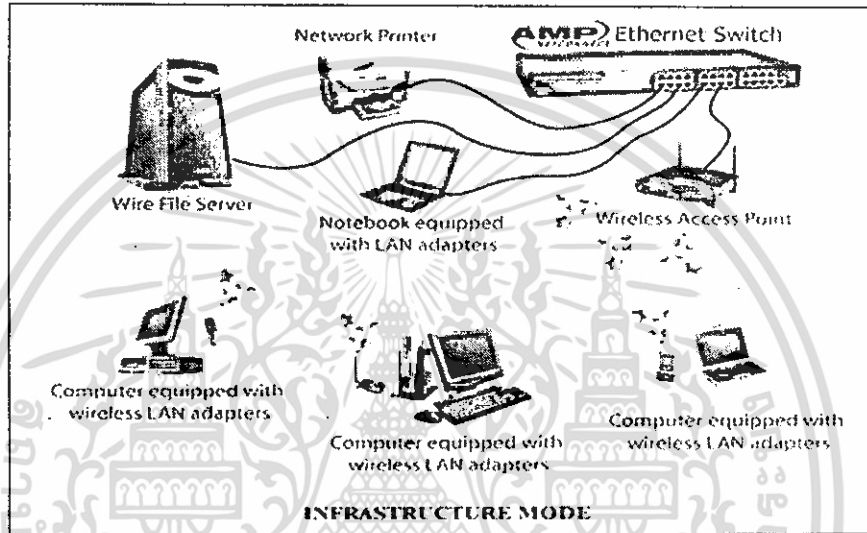 Network Printer
AMP Ethernet Switch
Wire File Server
Notebook equipped
with LAN adapters
Wireless Access Point
Computer equipped with
wireless LAN adapters
Computer equipped with
wireless LAN adapters
Computer equipped with
wireless LAN adapters
INFRASTRUCTURE MODE